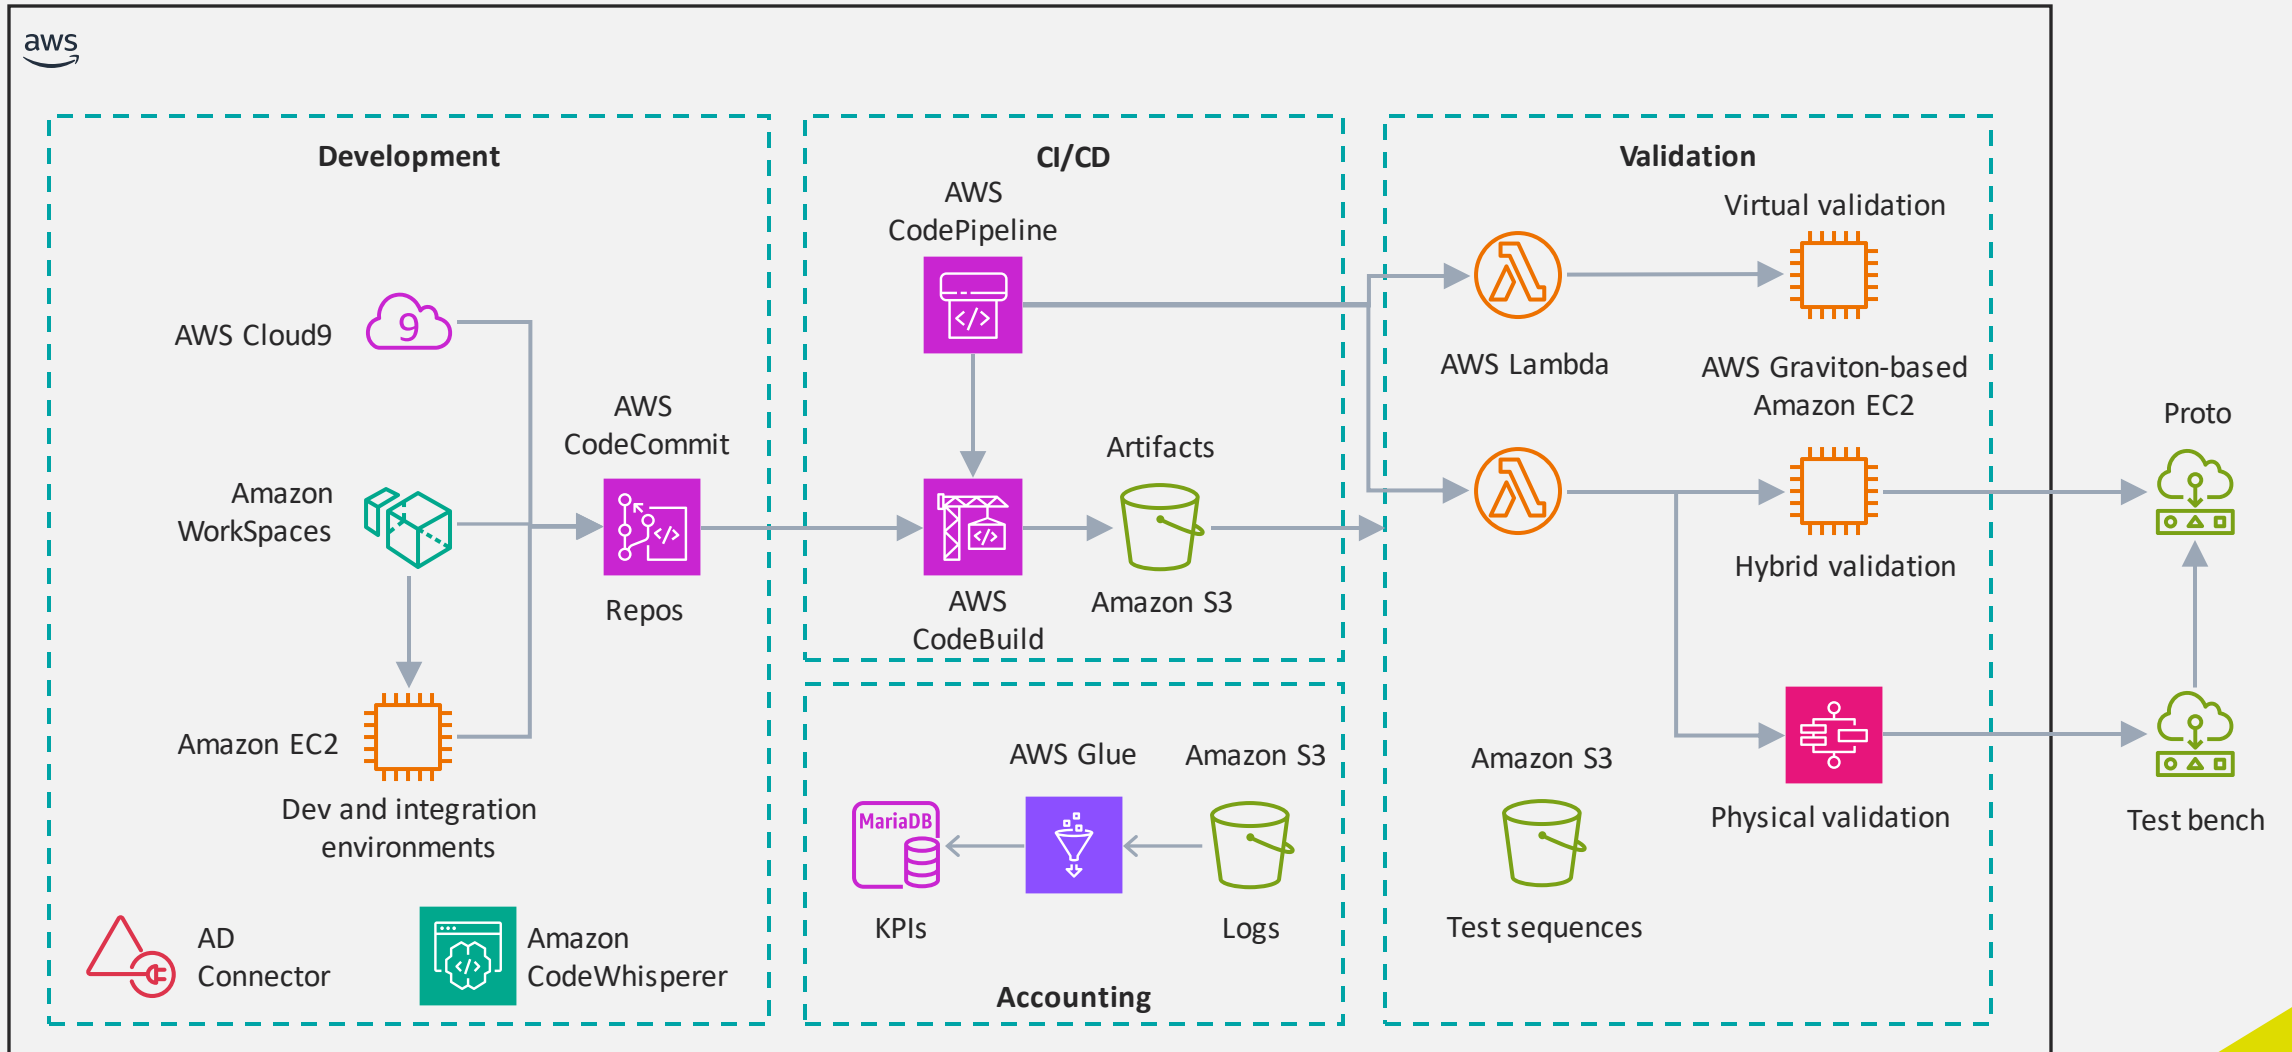 aws
Development
AWS Cloud9
9
Amazon
WorkSpaces
AWS
CodeCommit
Repos
Amazon EC2
Dev and integration
environments
AD
Connector
Amazon
CodeWhisperer
CI/CD
AWS
CodePipeline
Artifacts
Amazon S3
AWS
CodeBuild
AWS Glue
Amazon S3
MariaDB
KPIs
Logs
Accounting
Validation
Virtual validation
AWS Lambda
AWS Graviton-based
Amazon EC2
Hybrid validation
Amazon S3
Test sequences
Physical validation
Proto
Test bench